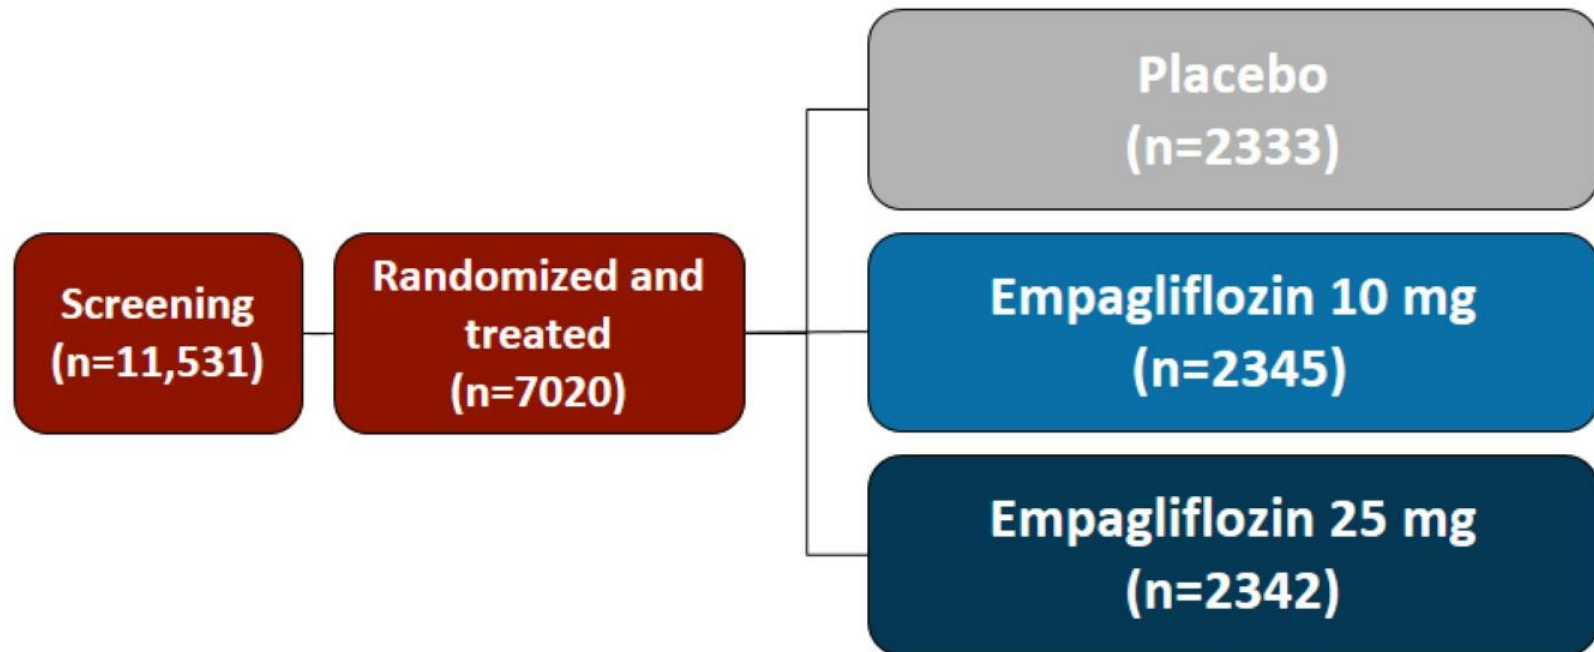 Screening
(n=11,531)
Randomized and
treated
(n=7020)
Placebo
(n=2333)
Empagliflozin 10 mg
(n=2345)
Empagliflozin 25 mg
(n=2342)